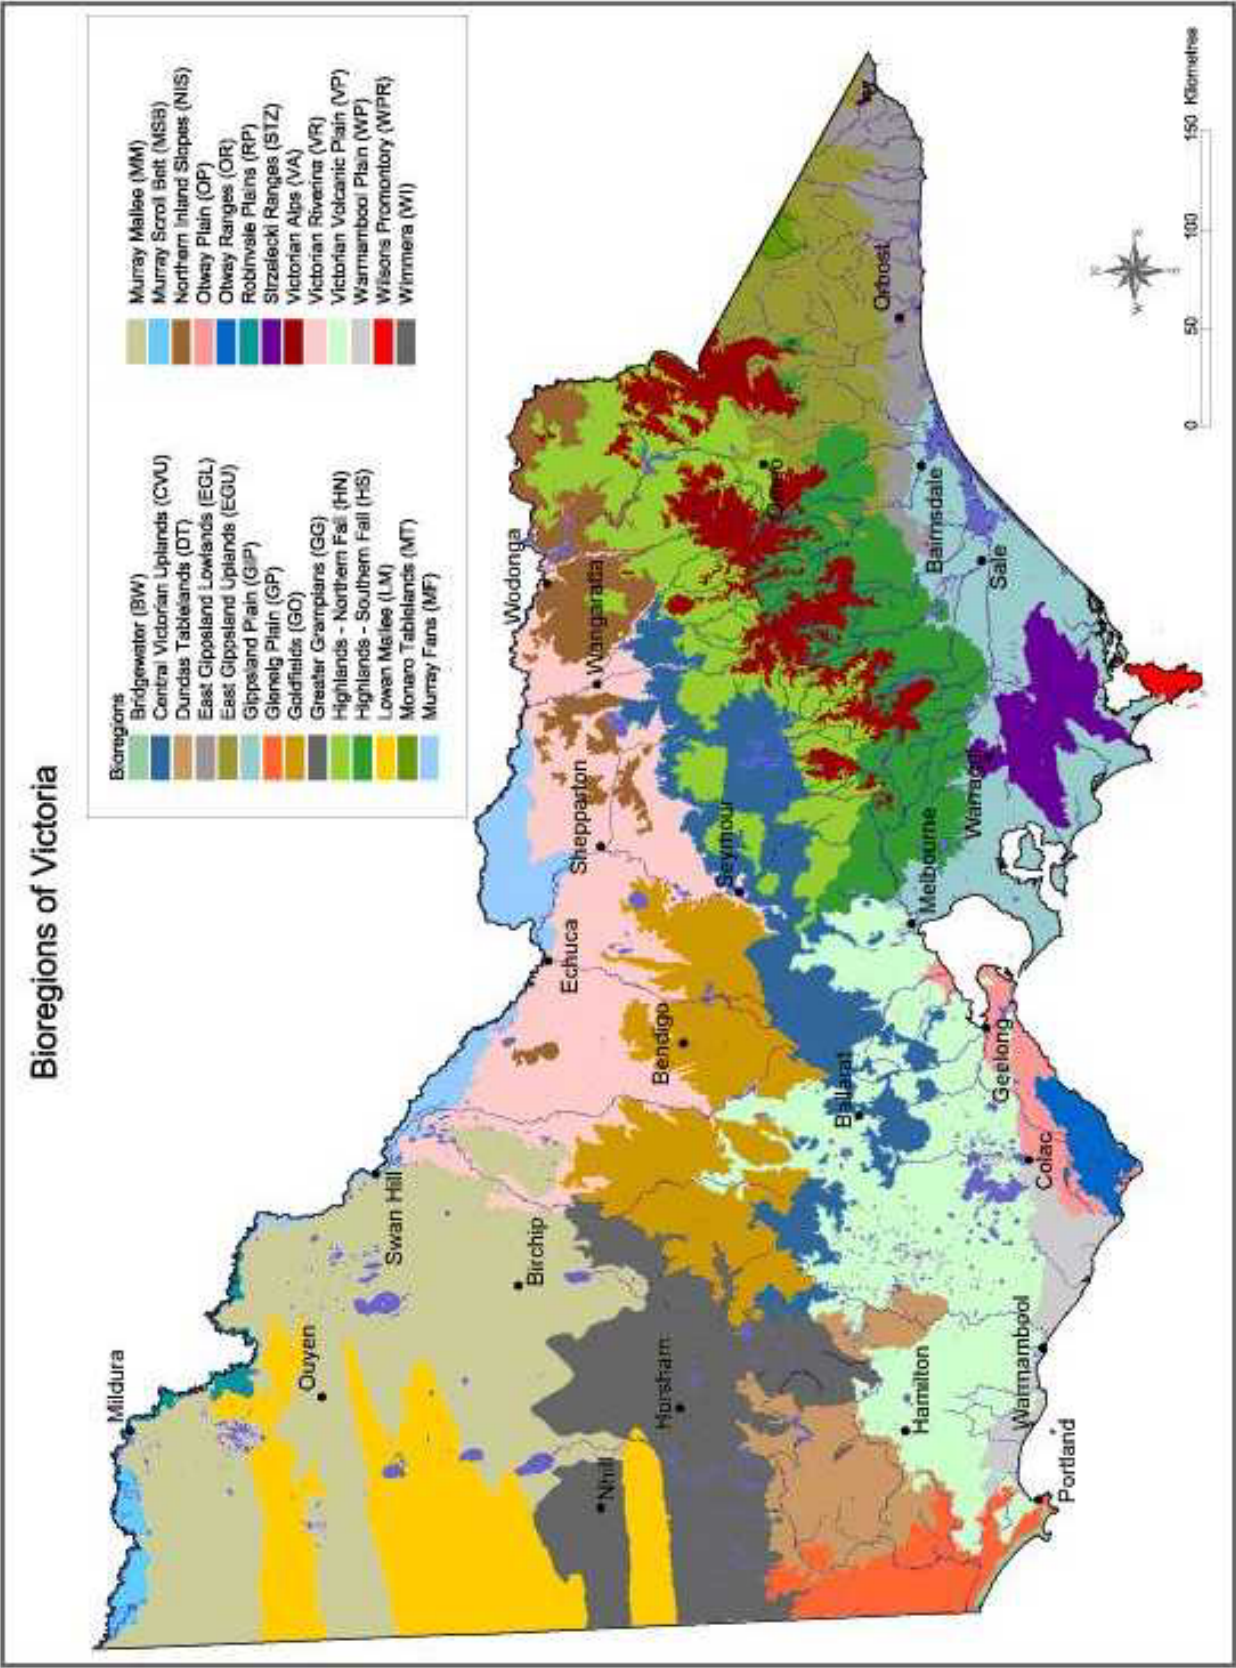 Bioregions of Victoria
Bioregions
Bridgewater (BW)
Central Victorian Uplands (CVU)
Dundas Tablelands (DT)
East Gippsland Lowlands (EGL)
East Gippsland Uplands (EGU)
Gippsland Plain (GIP)
Glenelg Plain (GP)
Goldfields (GO)
Greater Grampians (GG)
Highlands - Northern Fall (HN)
Highlands - Southern Fall (HS)
Lowan Mallee (LM)
Monaro Tablelands (MT)
Murray Fans (MF)
Murray Mallee (MM)
Murray Scroll Belt (MSB)
Northern Inland Slopes (NIS)
Otway Plain (OP)
Otway Ranges (OR)
Robinvale Plains (RP)
Strzelecki Ranges (STZ)
Victorian Alps (VA)
Victorian Riverina (VR)
Victorian Volcanic Plain (VP)
Warrnambool Plain (WP)
Wilsons Promontory (WPR)
Wimmera (WI)
Mildura
Ouyen
Swan Hill
Birchip
Nhill
Horsham
Echuca
Bendigo
Shepparton
Wodonga
Wangaratta
Seymour
Omeo
Orbost
Bairnsdale
Sale
Warragul
Melbourne
Ballarat
Geelong
Colac
Hamilton
Warrnambool
Portland
N
W
E
S
0 50 100 150 Kilometres